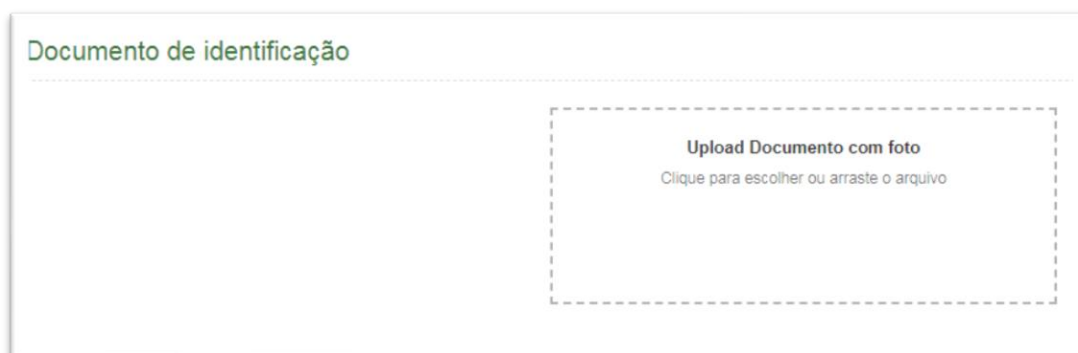 Documento de identificação
Upload Documento com foto
Clique para escolher ou arraste o arquivo